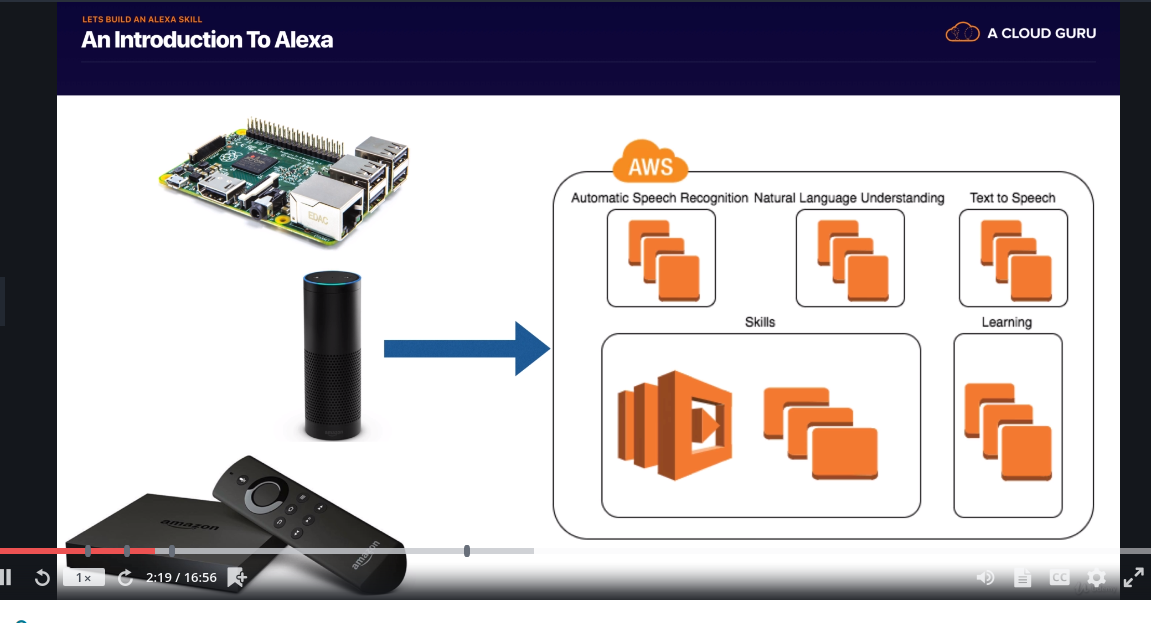 LETS BUILD AN ALEXA SKILL
An Introduction To Alexa
A CLOUD GURU
AWS
Automatic Speech Recognition Natural Language Understanding Text to Speech
EDAC
Skills Learning
amazon
amazon
1× 2:19 / 16:56 CC